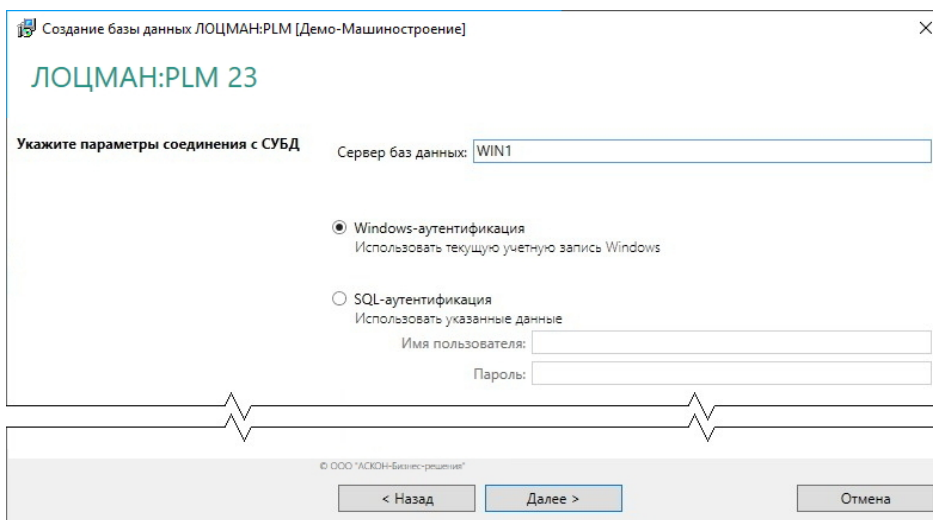 Создание базы данных ЛОЦМАН:PLM [Демо-Машиностроение]
ЛОЦМАН:PLM 23
Укажите параметры соединения с СУБД
Сервер баз данных: WIN1
Windows-аутентификация
Использовать текущую учетную запись Windows
SQL-аутентификация
Использовать указанные данные
Имя пользователя:
Пароль:
© ООО "АСКОН-Бизнес-решения"
< Назад Далее > Отмена